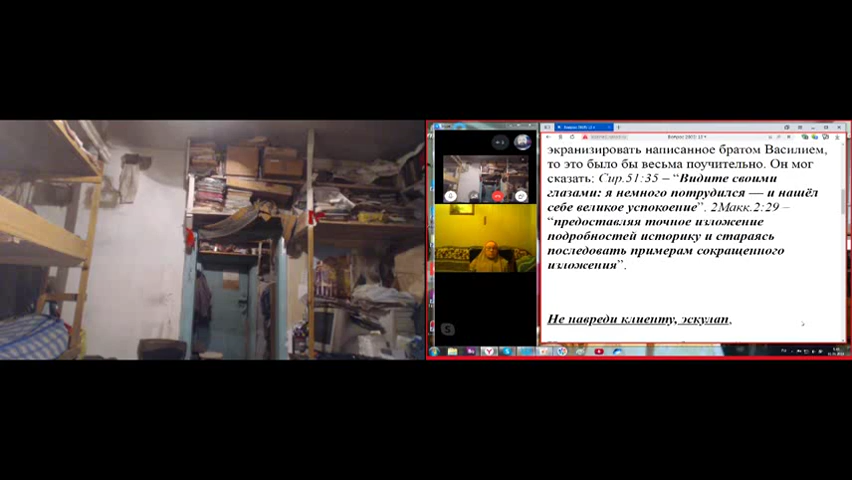 экранизировать написанное братом Василием,
то это было бы весьма поучительно. Он мог
сказать: Сир.51:35 – “Видите своими
глазами: я немного потрудился — и нашёл
себе великое успокоение”. 2Макк.2:29 –
“предоставляя точное изложение
подробностей историку и стараясь
последовать примерам сокращенного
изложения”.
Не навреди клиенту, эскулап,